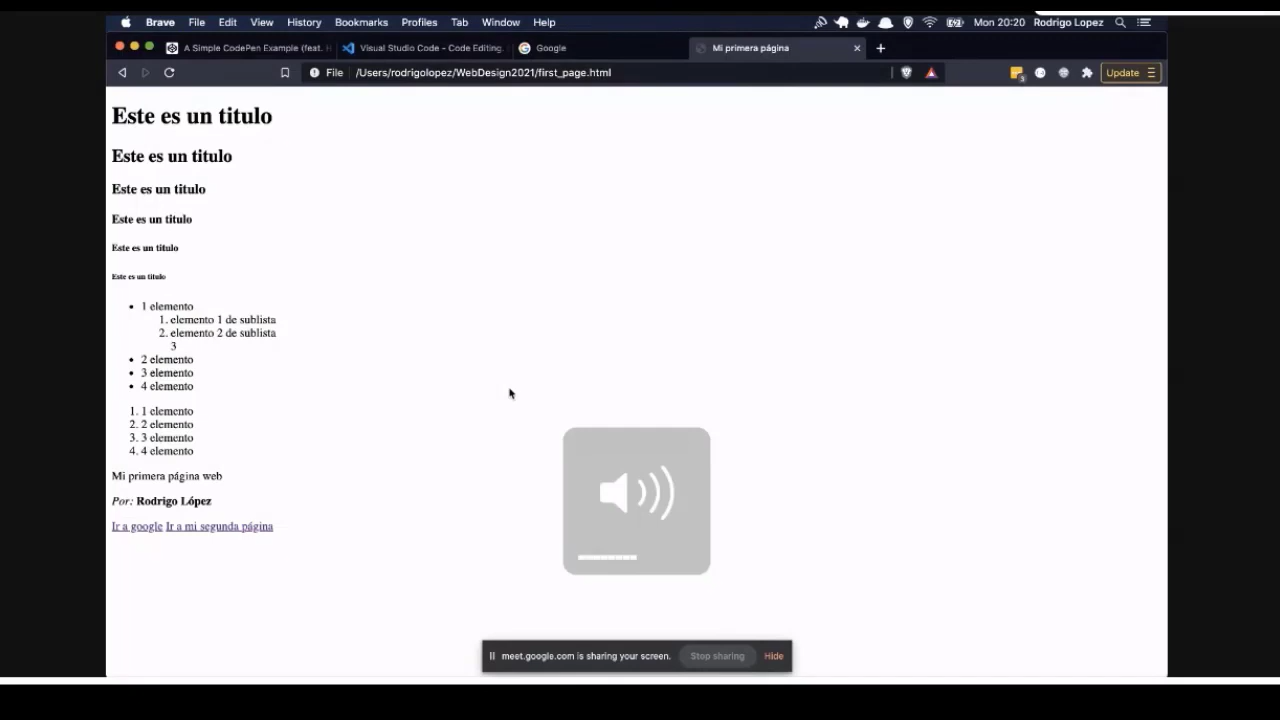 Brave File Edit View History Bookmarks Profiles Tab Window Help Mon 20:20 Rodrigo Lopez
A Simple CodePen Example (feat. H Visual Studio Code - Code Editing. Google Mi primera página
File /Users/rodrigolopez/WebDesign2021/first_page.html Update
Este es un titulo
Este es un titulo
Este es un titulo
Este es un titulo
Este es un titulo
Este es un titulo
• 1 elemento
1. elemento 1 de sublista
2. elemento 2 de sublista
3
• 2 elemento
• 3 elemento
• 4 elemento
1. 1 elemento
2. 2 elemento
3. 3 elemento
4. 4 elemento
Mi primera página web
Por: Rodrigo López
Ir a google Ir a mi segunda página
meet.google.com is sharing your screen. Stop sharing Hide